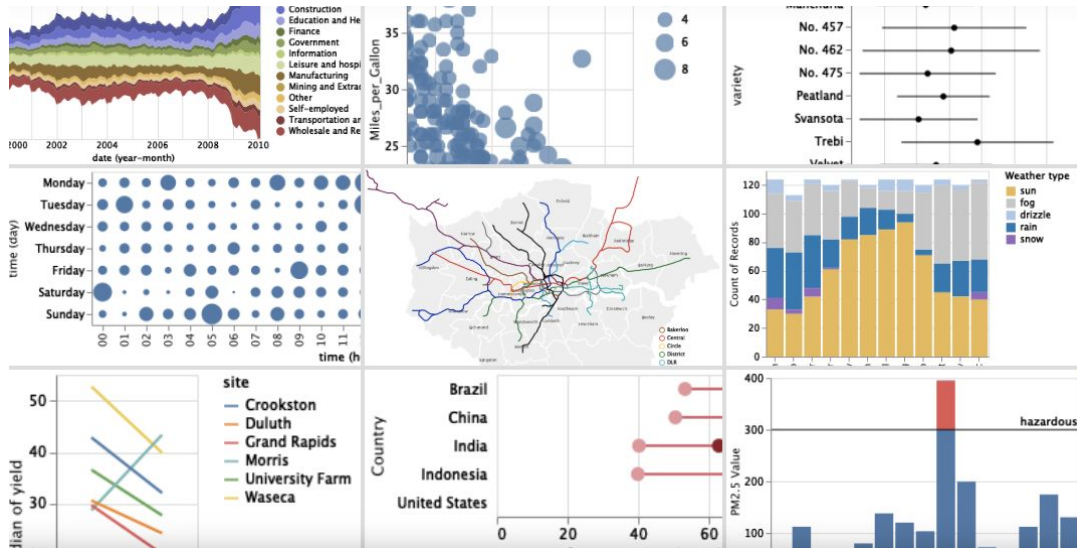 Construction
Education and He
Finance
Government
Information
Leisure and hospi
Manufacturing
Mining and Extra
Other
Self-employed
Transportation ar
Wholesale and Re
2000 2002 2004 2006 2008 2010
date (year-month)
Miles_per_Gallon
35
30
25
4
6
8
variety
Manchuria
No. 457
No. 462
No. 475
Peatland
Svansota
Trebi
Velvet
time (day)
Monday
Tuesday
Wednesday
Thursday
Friday
Saturday
Sunday
00 01 02 03 04 05 06 07 08 09 10 11
time (h
Bakerloo
Central
Circle
District
DLR
Count of Records
120
100
80
60
40
20
0
Weather type
sun
fog
drizzle
rain
snow
dian of yield
50
40
30
site
Crookston
Duluth
Grand Rapids
Morris
University Farm
Waseca
Country
Brazil
China
India
Indonesia
United States
0 20 40 60
PM2.5 Value
400
300
200
100
hazardous